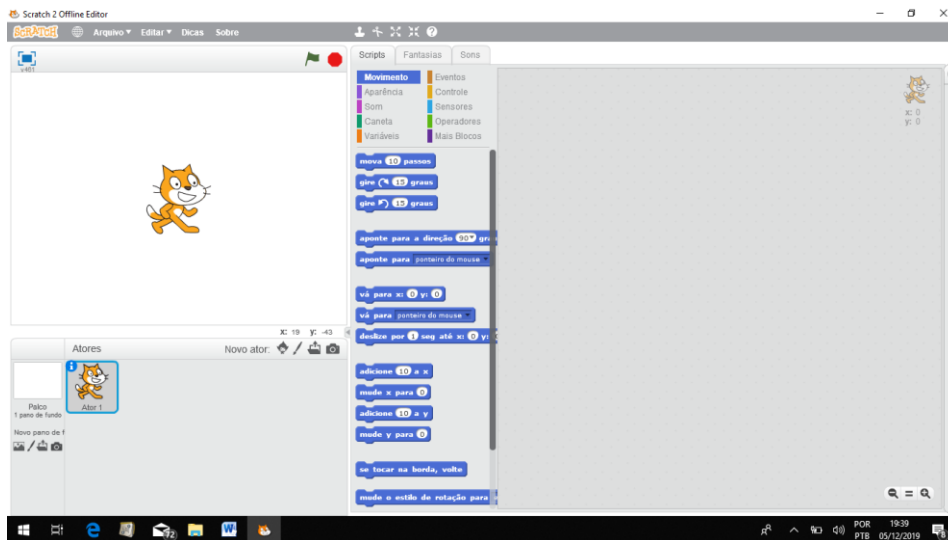 Scratch 2 Offline Editor
SCRATCH Arquivo Editar Dicas Sobre
v461
Scripts Fantasias Sons
Movimento Eventos
Aparência Controle
Som Sensores
Caneta Operadores
Variáveis Mais Blocos
x: 0
y: 0
mova 10 passos
gire 15 graus
gire 15 graus
aponte para a direção 90
aponte para ponteiro do mouse
vá para x: 0 y: 0
vá para ponteiro do mouse
deslize por 1 seg até x: 0 y:
adicione 10 a x
mude x para 0
adicione 10 a y
mude y para 0
se tocar na borda, volte
mude o estilo de rotação para
X: 19 Y: -43
Atores Novo ator:
Palco
1 pano de fundo
Ator 1
Novo pano de
POR 19:39
PTB 05/12/2019